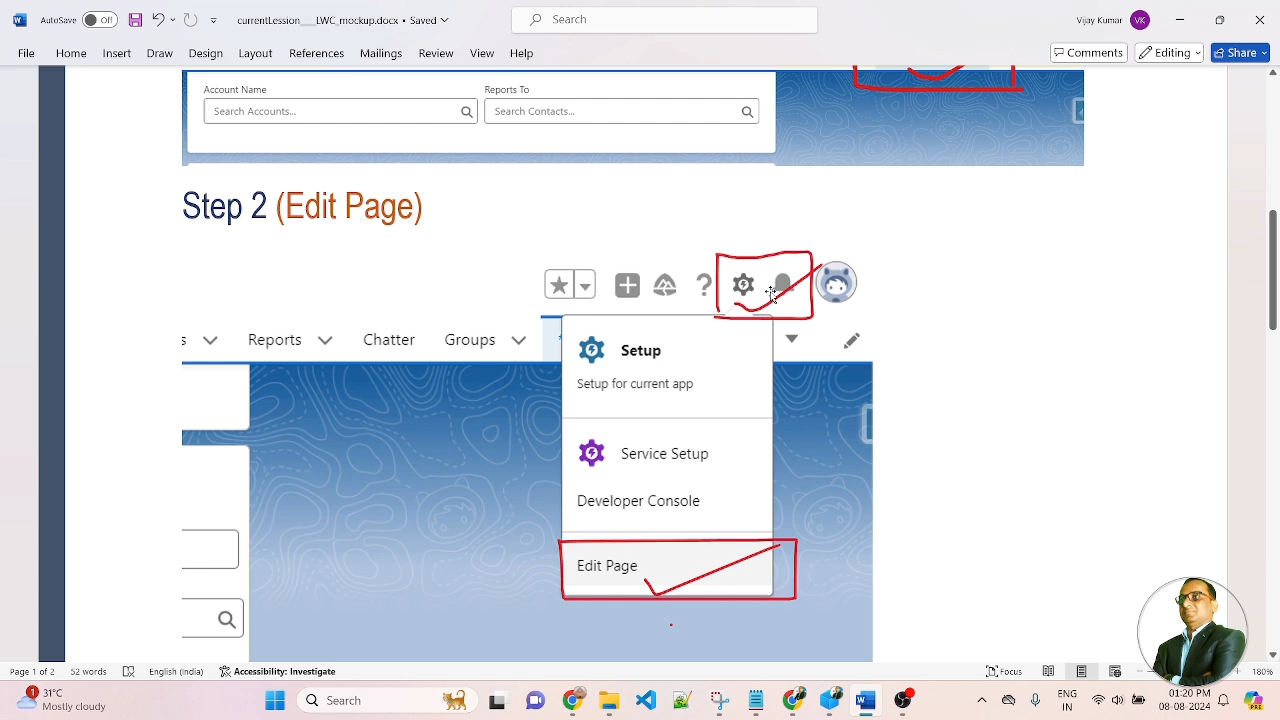 AutoSave Off currentLesson___LWC_mockup.docx • Saved Search Vijay Kumar VK
File Home Insert Draw Design Layout References Mailings Review View Help Comments Editing Share
Account Name Reports To
Search Accounts... Search Contacts...
Step 2 (Edit Page)
s Reports Chatter Groups
Setup
Setup for current app
Service Setup
Developer Console
Edit Page
Page 1 of 2 52 words English (India) Accessibility: Investigate Focus 180%
1 31°C
Mostly cloudy
Search
ENG
IN
01:20 PM
08-08-2024